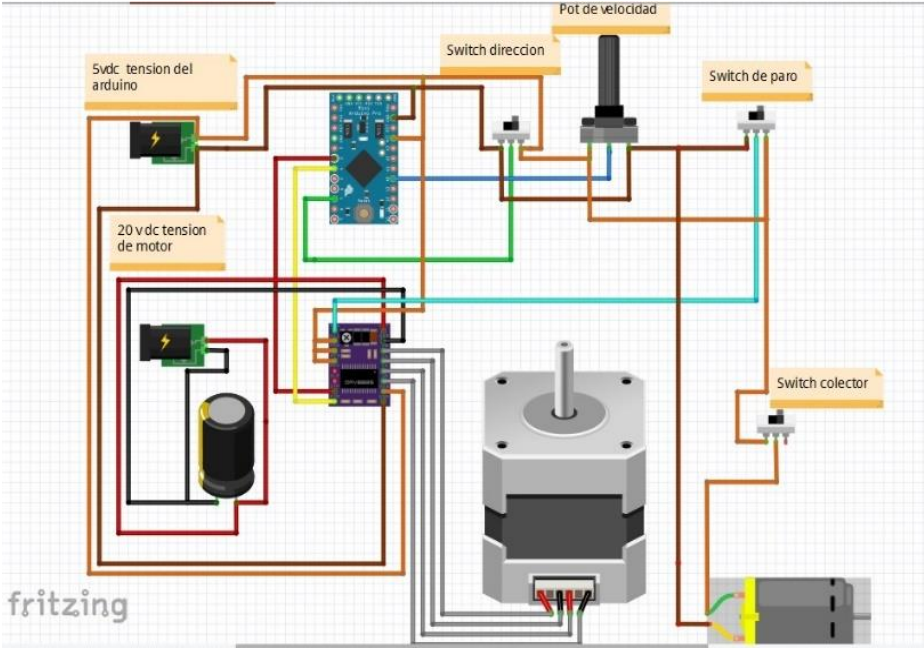 Pot de velocidad
Switch direccion
5vdc tension del
arduino
Switch de paro
20 vdc tension
de motor
Switch colector
fritzing